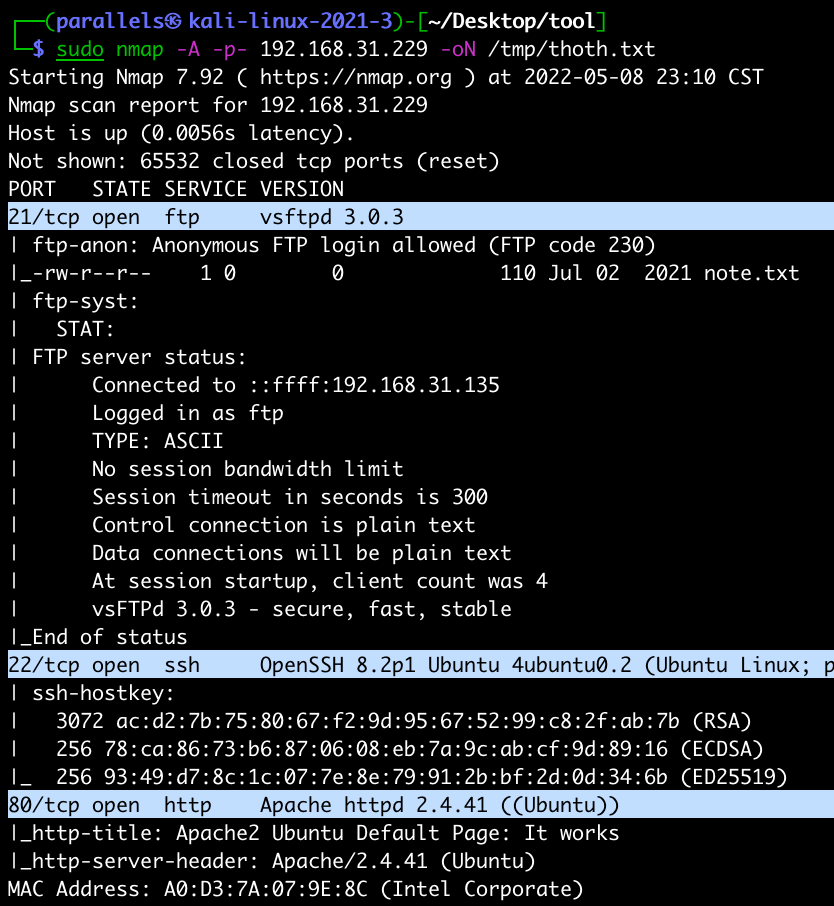 ┌──(parallels㉿kali-linux-2021-3)-[~/Desktop/tool]
└─$ sudo nmap -A -p- 192.168.31.229 -oN /tmp/thoth.txt
Starting Nmap 7.92 ( https://nmap.org ) at 2022-05-08 23:10 CST
Nmap scan report for 192.168.31.229
Host is up (0.0056s latency).
Not shown: 65532 closed tcp ports (reset)
PORT   STATE SERVICE VERSION
21/tcp open  ftp     vsftpd 3.0.3
| ftp-anon: Anonymous FTP login allowed (FTP code 230)
|_-rw-r--r--    1 0        0             110 Jul 02  2021 note.txt
| ftp-syst:
|   STAT:
| FTP server status:
|      Connected to ::ffff:192.168.31.135
|      Logged in as ftp
|      TYPE: ASCII
|      No session bandwidth limit
|      Session timeout in seconds is 300
|      Control connection is plain text
|      Data connections will be plain text
|      At session startup, client count was 4
|      vsFTPd 3.0.3 - secure, fast, stable
|_End of status
22/tcp open  ssh     OpenSSH 8.2p1 Ubuntu 4ubuntu0.2 (Ubuntu Linux; p
| ssh-hostkey:
|   3072 ac:d2:7b:75:80:67:f2:9d:95:67:52:99:c8:2f:ab:7b (RSA)
|   256 78:ca:86:73:b6:87:06:08:eb:7a:9c:ab:cf:9d:89:16 (ECDSA)
|_  256 93:49:d7:8c:1c:07:7e:8e:79:91:2b:bf:2d:0d:34:6b (ED25519)
80/tcp open  http    Apache httpd 2.4.41 ((Ubuntu))
|_http-title: Apache2 Ubuntu Default Page: It works
|_http-server-header: Apache/2.4.41 (Ubuntu)
MAC Address: A0:D3:7A:07:9E:8C (Intel Corporate)